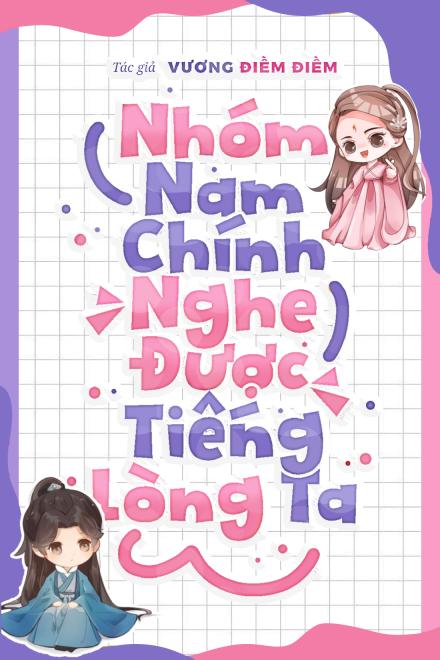 Tác giả VƯƠNG ĐIỀM ĐIỀM
Nhóm
Nam
Chính
Nghe
Được
Tiếng
Lòng Ta